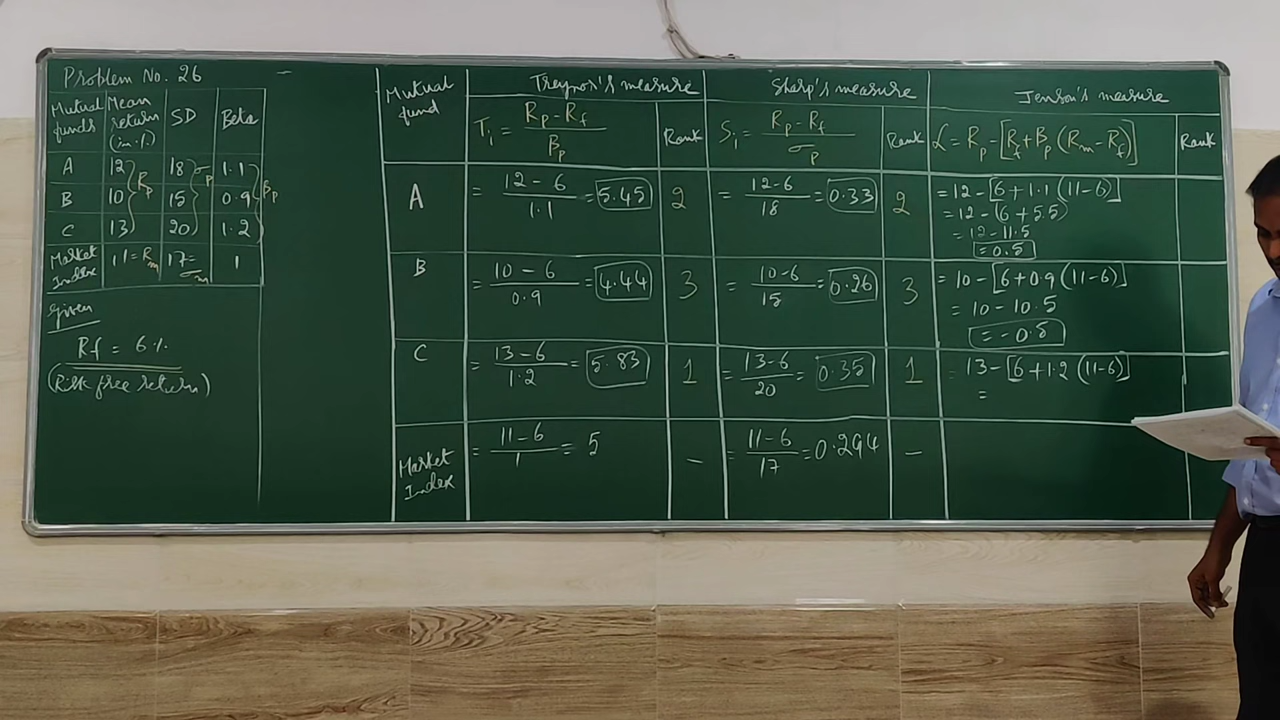 Problem No. 26
Mutual funds | Mean return (in %) | SD | Beta
A | 12 | 18 | 1.1
B | 10 } Rp | 15 } σp | 0.9 } βp
C | 13 | 20 | 1.2
Market Index | 11 = Rm | 17 = σm | 1
Given
Rf = 6%
(Risk free return)
Mutual fund | Treynor's measure | Sharp's measure | Jenson's measure
Ti = (Rp - Rf) / βp | Rank | Si = (Rp - Rf) / σp | Rank | α = Rp - [Rf + βp (Rm - Rf)] | Rank
A | = (12 - 6) / 1.1 = 5.45 | 2 | = (12-6) / 18 = 0.33 | 2 | = 12 - [6 + 1.1 (11-6)]
= 12 - (6 + 5.5)
= 12 - 11.5
= 0.5
B | = (10 - 6) / 0.9 = 4.44 | 3 | = (10-6) / 15 = 0.26 | 3 | = 10 - [6 + 0.9 (11-6)]
= 10 - 10.5
= -0.5
C | = (13 - 6) / 1.2 = 5.83 | 1 | = (13-6) / 20 = 0.35 | 1 | = 13 - [6 + 1.2 (11-6)]
=
Market Index | = (11-6) / 1 = 5 | - | = (11-6) / 17 = 0.294 | -